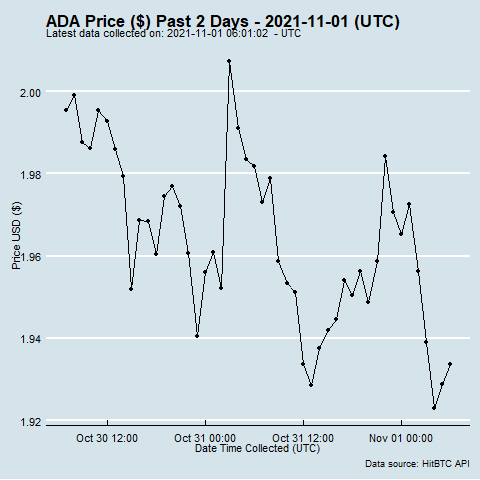 ADA Price ($) Past 2 Days - 2021-11-01 (UTC)
Latest data collected on: 2021-11-01 06:01:02 - UTC
Price USD ($)
2.00
1.98
1.96
1.94
1.92
Oct 30 12:00 Oct 31 00:00 Oct 31 12:00 Nov 01 00:00
Date Time Collected (UTC)
Data source: HitBTC API